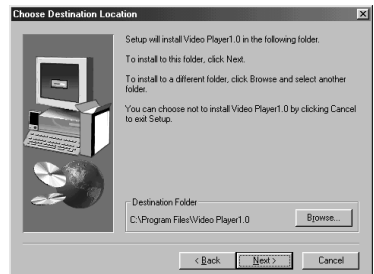 Choose Destination Location
Setup will install Video Player1.0 in the following folder.
To install to this folder, click Next.
To install to a different folder, click Browse and select another
folder.
You can choose not to install Video Player1.0 by clicking Cancel
to exit Setup.
Destination Folder
C:\Program Files\Video Player1.0
Browse...
< Back
Next >
Cancel